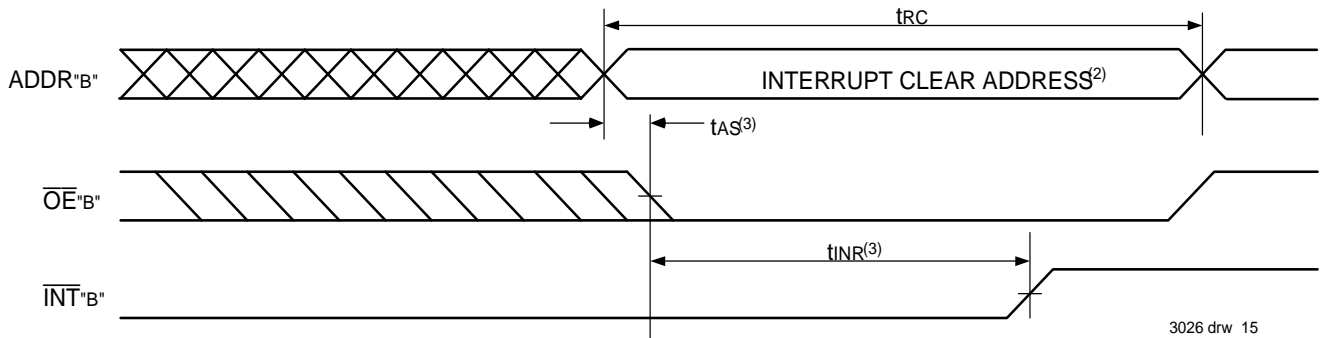 tRC
ADDR"B"
INTERRUPT CLEAR ADDRESS(2)
tAS(3)
OE"B"
tINR(3)
INT"B"
3026 drw 15